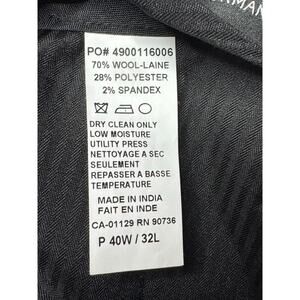 PO# 4900116006
70% WOOL-LAINE
28% POLYESTER
2% SPANDEX
DRY CLEAN ONLY
LOW MOISTURE
UTILITY PRESS
NETTOYAGE A SEC
SEULEMENT
REPASSER A BASSE
TEMPERATURE
MADE IN INDIA
FAIT EN INDE
CA-01129 RN 90736
P 40W / 32L